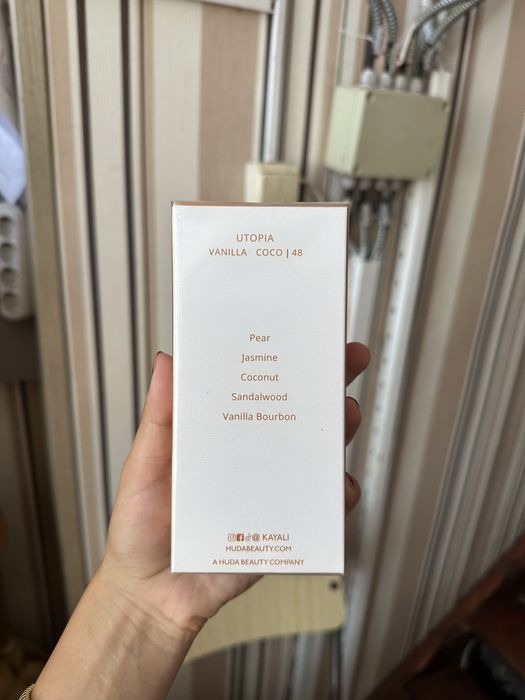 UTOPIA
VANILLA COCO | 48
Pear
Jasmine
Coconut
Sandalwood
Vanilla Bourbon
@ KAYALI
HUDABEAUTY.COM
A HUDA BEAUTY COMPANY